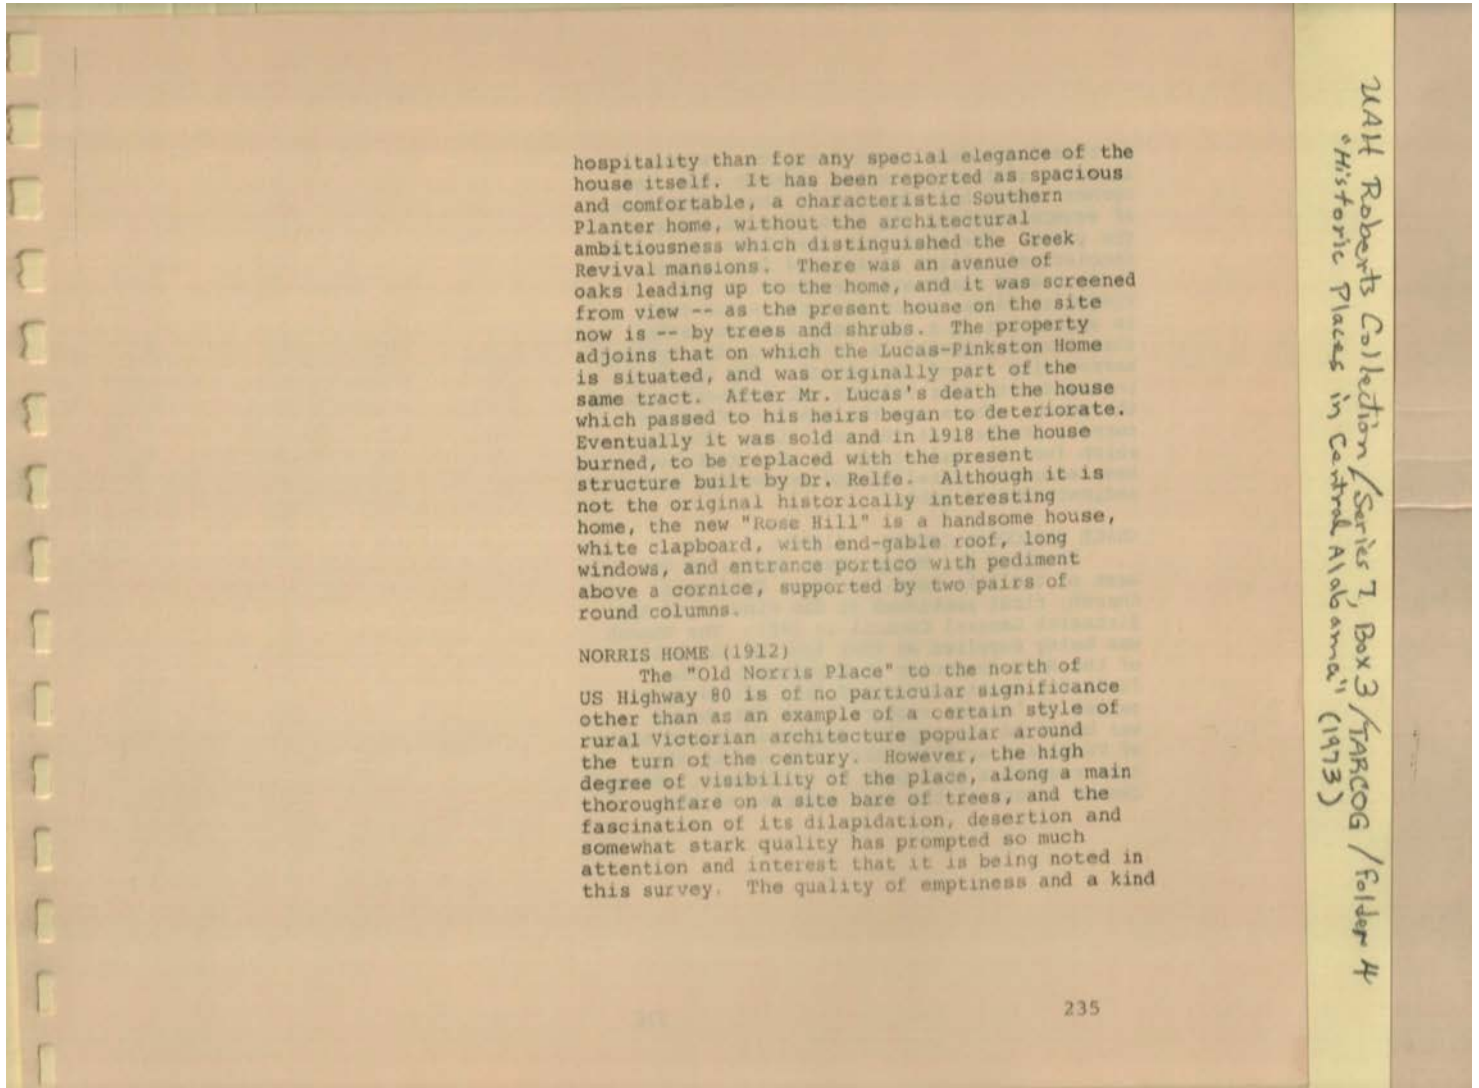 hospitality than for any special elegance of the
house itself. It has been reported as spacious
and comfortable, a characteristic Southern
Planter home, without the architectural
ambitiousness which distinguished the Greek
Revival mansions. There was an avenue of
oaks leading up to the home, and it was screened
from view -- as the present house on the site
now is -- by trees and shrubs. The property
adjoins that on which the Lucas-Pinkston Home
is situated, and was originally part of the
same tract. After Mr. Lucas's death the house
which passed to his heirs began to deteriorate.
Eventually it was sold and in 1918 the house
burned, to be replaced with the present
structure built by Dr. Relfe. Although it is
not the original historically interesting
home, the new "Rose Hill" is a handsome house,
white clapboard, with end-gable roof, long
windows, and entrance portico with pediment
above a cornice, supported by two pairs of
round columns.
NORRIS HOME (1912)
The "Old Norris Place" to the north of
US Highway 80 is of no particular significance
other than as an example of a certain style of
rural Victorian architecture popular around
the turn of the century. However, the high
degree of visibility of the place, along a main
thoroughfare on a site bare of trees, and the
fascination of its dilapidation, desertion and
somewhat stark quality has prompted so much
attention and interest that it is being noted in
this survey. The quality of emptiness and a kind
235
UAH Roberts Collection/Series 7, Box 3/TARCOG/Folder 4
"Historic Places in Central Alabama" (1973)